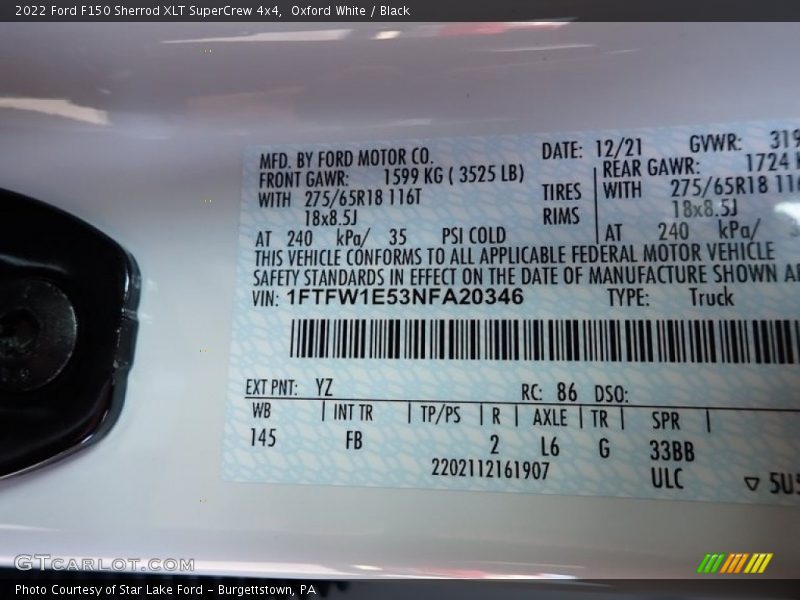 2022 Ford F150 Sherrod XLT SuperCrew 4x4, Oxford White / Black
MFD. BY FORD MOTOR CO. DATE: 12/21 GVWR:
FRONT GAWR: 1599 KG ( 3525 LB) REAR GAWR: 1724
WITH 275/65R18 116T TIRES WITH 275/65R18
18x8.5J RIMS 18x8.5J
AT 240 kPa/ 35 PSI COLD AT 240 kPa/
THIS VEHICLE CONFORMS TO ALL APPLICABLE FEDERAL MOTOR VEHICLE
SAFETY STANDARDS IN EFFECT ON THE DATE OF MANUFACTURE SHOWN
VIN: 1FTFW1E53NFA20346 TYPE: Truck
EXT PNT: YZ RC: 86 DSO:
WB INT TR TP/PS R AXLE TR SPR
145 FB 2 L6 G 33BB
2202112161907 ULC
GTCARLOT.COM
Photo Courtesy of Star Lake Ford - Burgettstown, PA